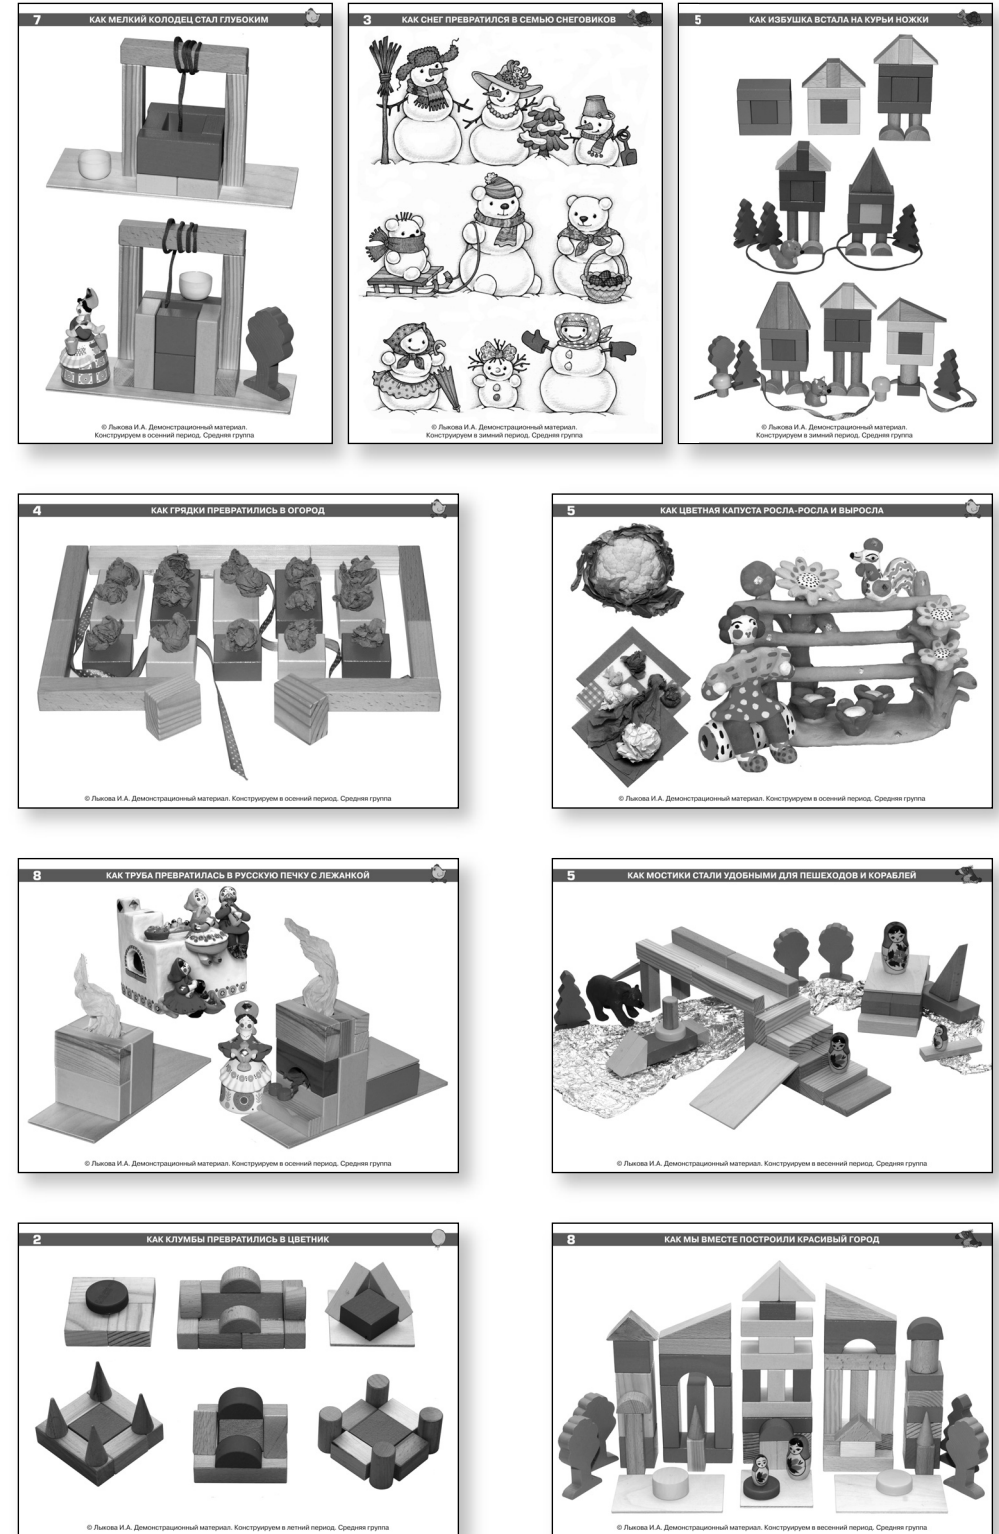 7 КАК МЕЛКИЙ КОЛОДЕЦ СТАЛ ГЛУБОКИМ
© Лыкова И.А. Демонстрационный материал.
Конструируем в осенний период. Средняя группа
3 КАК СНЕГ ПРЕВРАТИЛСЯ В СЕМЬЮ СНЕГОВИКОВ
© Лыкова И.А. Демонстрационный материал.
Конструируем в зимний период. Средняя группа
5 КАК ИЗБУШКА ВСТАЛА НА КУРЬИ НОЖКИ
© Лыкова И.А. Демонстрационный материал.
Конструируем в зимний период. Средняя группа
4 КАК ГРЯДКИ ПРЕВРАТИЛИСЬ В ОГОРОД
© Лыкова И.А. Демонстрационный материал. Конструируем в осенний период. Средняя группа
5 КАК ЦВЕТНАЯ КАПУСТА РОСЛА-РОСЛА И ВЫРОСЛА
© Лыкова И.А. Демонстрационный материал. Конструируем в осенний период. Средняя группа
8 КАК ТРУБА ПРЕВРАТИЛАСЬ В РУССКУЮ ПЕЧКУ С ЛЕЖАНКОЙ
© Лыкова И.А. Демонстрационный материал. Конструируем в осенний период. Средняя группа
5 КАК МОСТИКИ СТАЛИ УДОБНЫМИ ДЛЯ ПЕШЕХОДОВ И КОРАБЛЕЙ
© Лыкова И.А. Демонстрационный материал. Конструируем в весенний период. Средняя группа
2 КАК КЛУМБЫ ПРЕВРАТИЛИСЬ В ЦВЕТНИК
© Лыкова И.А. Демонстрационный материал. Конструируем в летний период. Средняя группа
8 КАК МЫ ВМЕСТЕ ПОСТРОИЛИ КРАСИВЫЙ ГОРОД
© Лыкова И.А. Демонстрационный материал. Конструируем в весенний период. Средняя группа